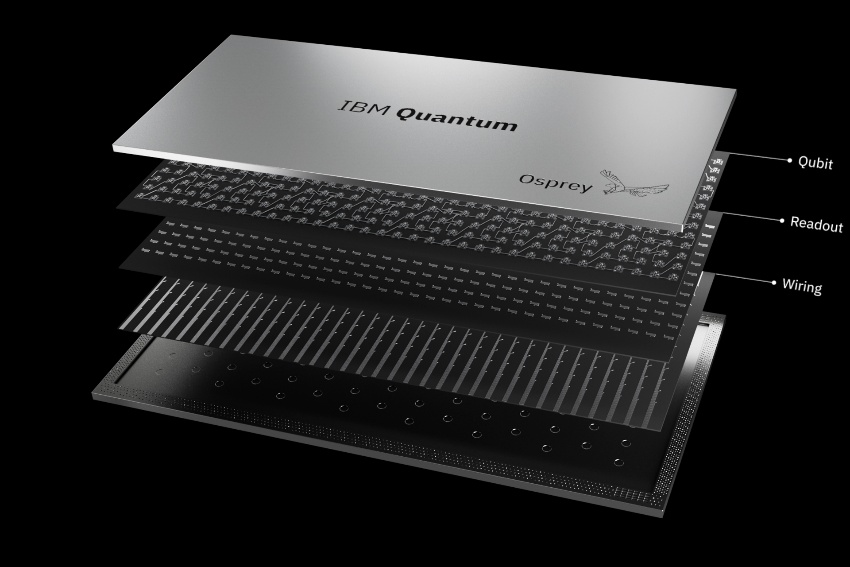 IBM Quantum
Osprey
Qubit
Readout
Wiring